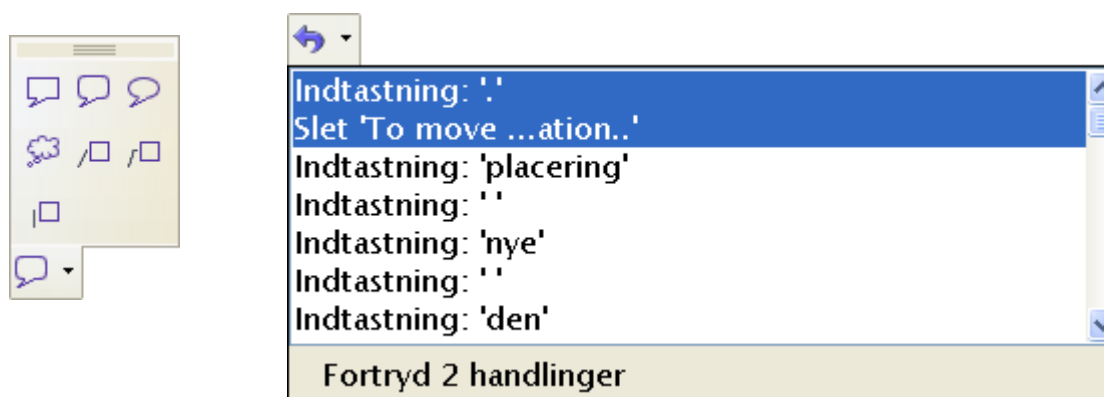 Indtastning: '.'
Slet 'To move ...ation..'
Indtastning: 'placering'
Indtastning: ' '
Indtastning: 'nye'
Indtastning: ' '
Indtastning: 'den'
Fortryd 2 handlinger